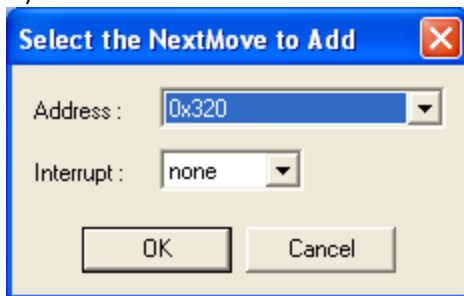 Select the NextMove to Add
Address : 0x320
Interrupt : none
OK Cancel